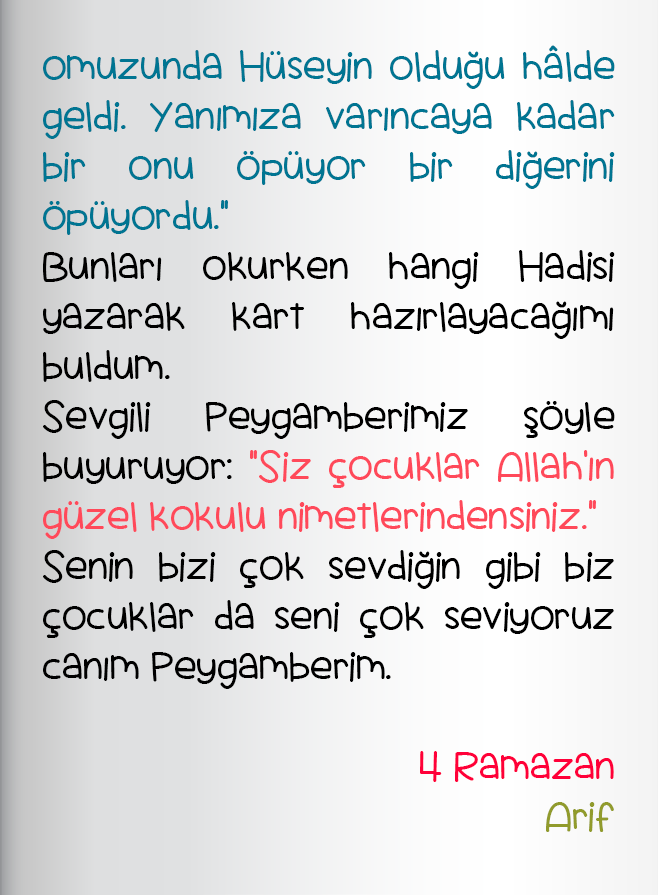 omuzunda Hüseyin olduğu hâlde
geldi. Yanımıza varıncaya kadar
bir onu öpüyor bir diğerini
öpüyordu."
Bunları okurken hangi Hadisi
yazarak kart hazırlayacağımı
buldum.
Sevgili Peygamberimiz şöyle
buyuruyor: "Siz çocuklar Allah'ın
güzel kokulu nimetlerindensiniz."
Senin bizi çok sevdiğin gibi biz
çocuklar da seni çok seviyoruz
canım Peygamberim.
4 Ramazan
Arif